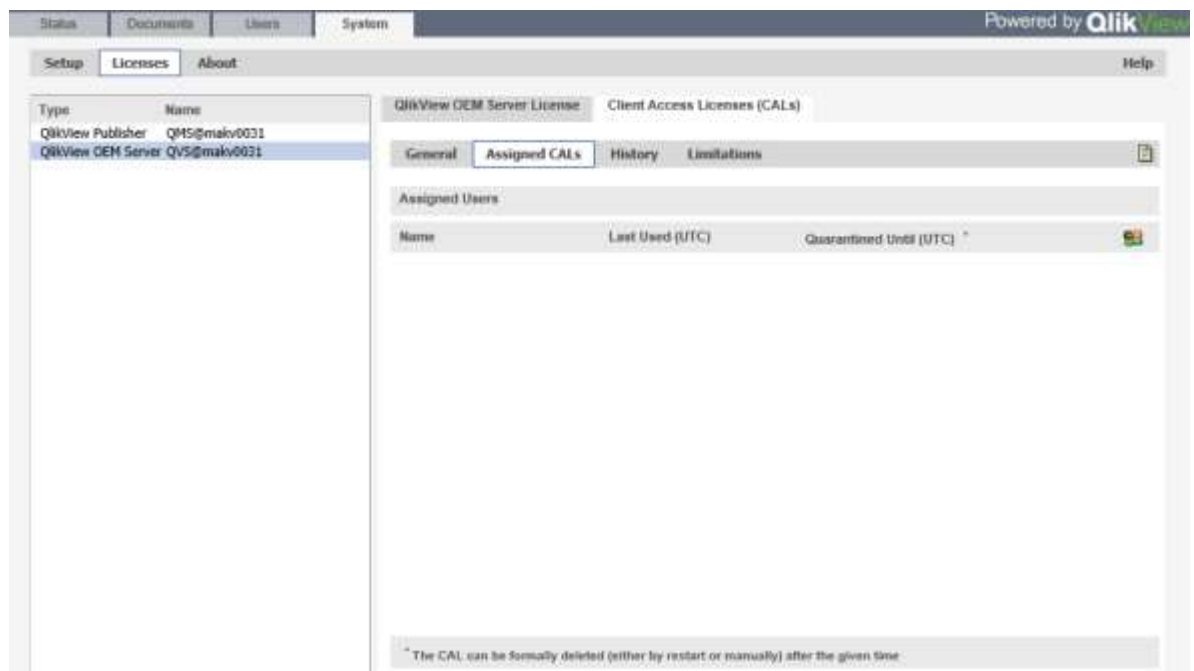 Status Documents Users System Powered by QlikView
Setup Licenses About Help
Type Name
QlikView Publisher QMS@makv0031
QlikView OEM Server QVS@makv0031
QlikView OEM Server License Client Access Licenses (CALs)
General Assigned CALs History Limitations
Assigned Users
Name Last Used (UTC) Quarantined Until (UTC) *
* The CAL can be formally deleted (either by restart or manually) after the given time